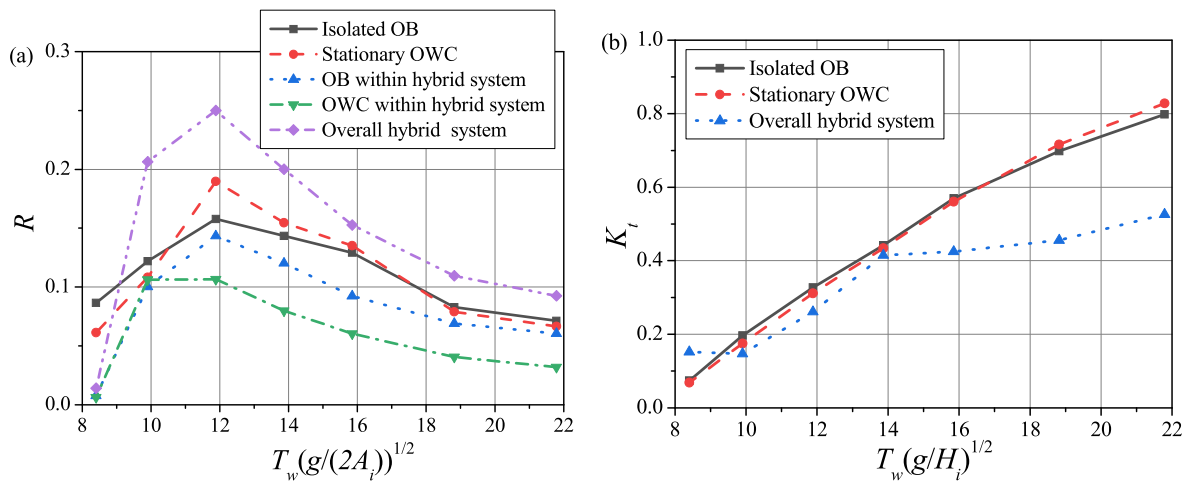 (a)
Isolated OB
Stationary OWC
OB within hybrid system
OWC within hybrid system
Overall hybrid system
R
0.3
0.2
0.1
0.0
8 10 12 14 16 18 20 22
T_w(g/(2A_i))^{1/2}
(b)
Isolated OB
Stationary OWC
Overall hybrid system
K_t
1.0
0.8
0.6
0.4
0.2
0.0
8 10 12 14 16 18 20 22
T_w(g/H_i)^{1/2}